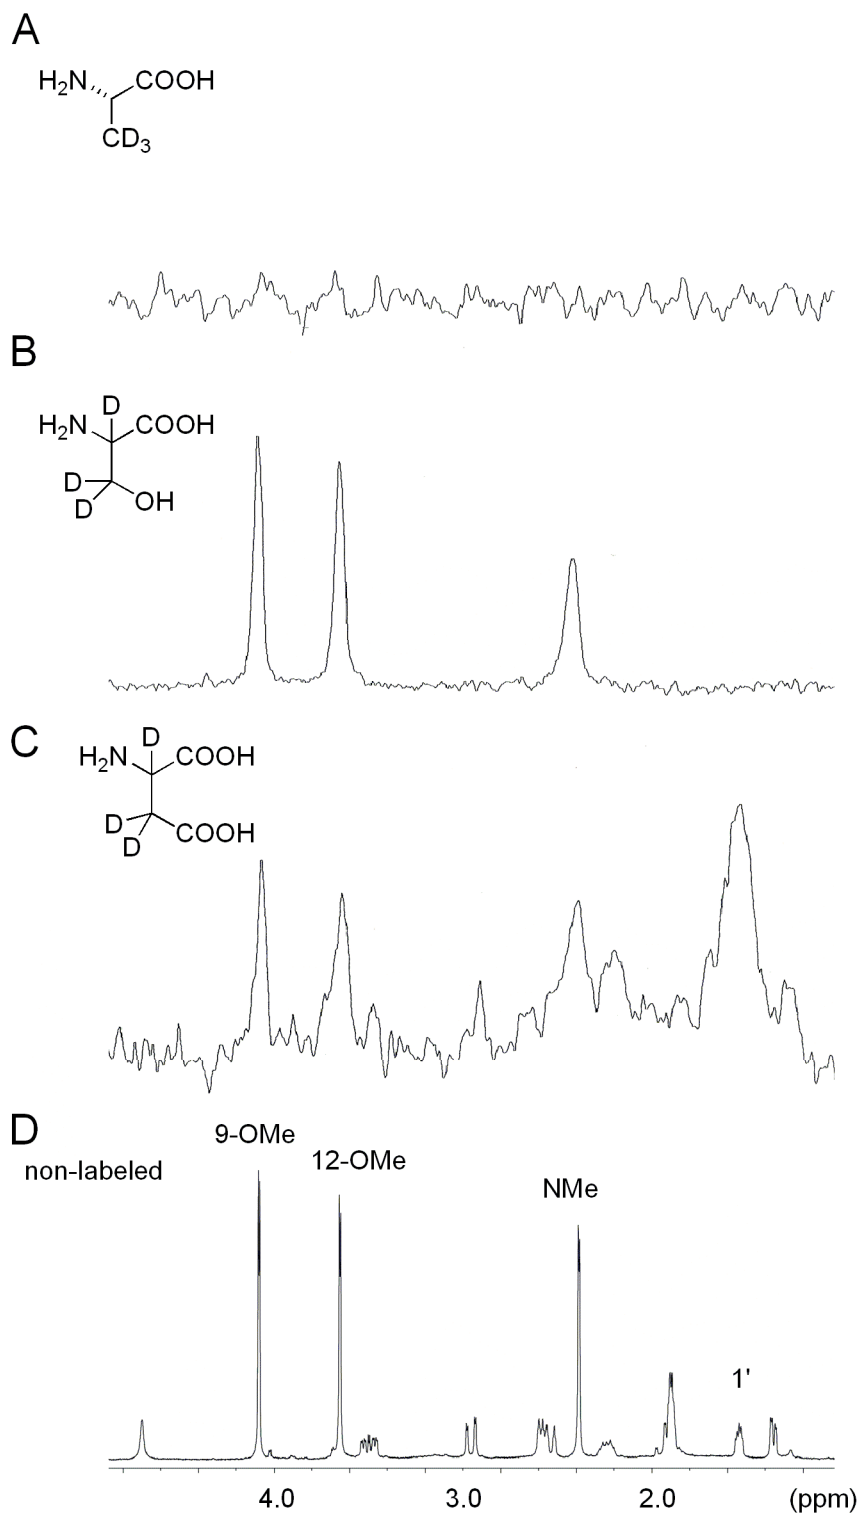 A
H₂N COOH
CD₃
B
D
H₂N COOH
D
D OH
C
D
H₂N COOH
D
D COOH
D
9-OMe
non-labeled
12-OMe
NMe
1'
4.0 3.0 2.0 (ppm)